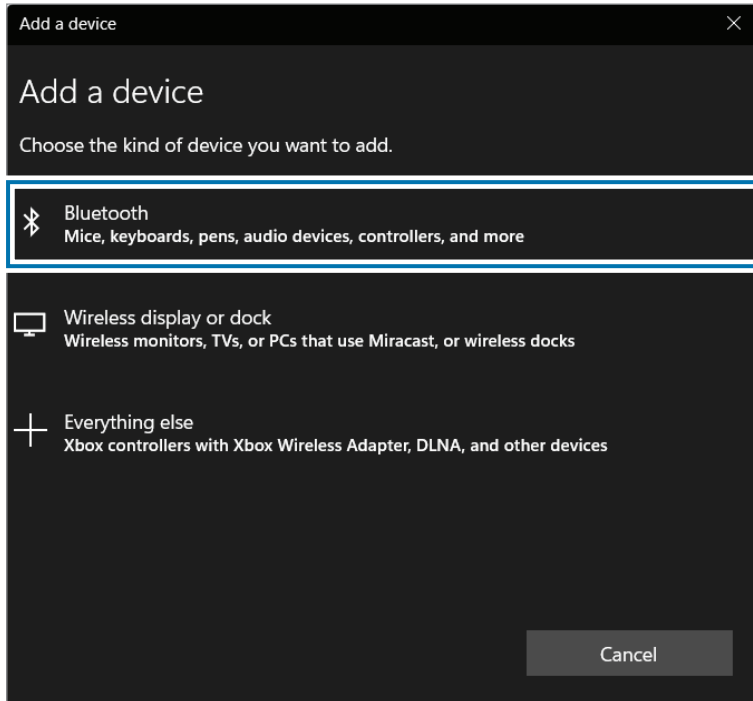 Add a device
Add a device
Choose the kind of device you want to add.
Bluetooth
Mice, keyboards, pens, audio devices, controllers, and more
Wireless display or dock
Wireless monitors, TVs, or PCs that use Miracast, or wireless docks
Everything else
Xbox controllers with Xbox Wireless Adapter, DLNA, and other devices
Cancel